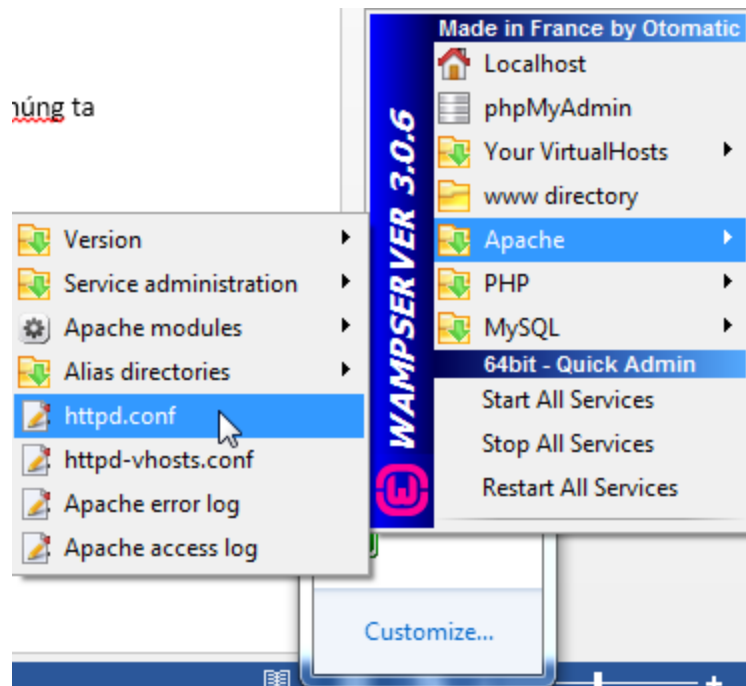 húng ta
Made in France by Otomatic
Localhost
phpMyAdmin
Your VirtualHosts
www directory
Apache
PHP
MySQL
64bit - Quick Admin
Start All Services
Stop All Services
Restart All Services
WAMPSERVER 3.0.6
Version
Service administration
Apache modules
Alias directories
httpd.conf
httpd-vhosts.conf
Apache error log
Apache access log
Customize...